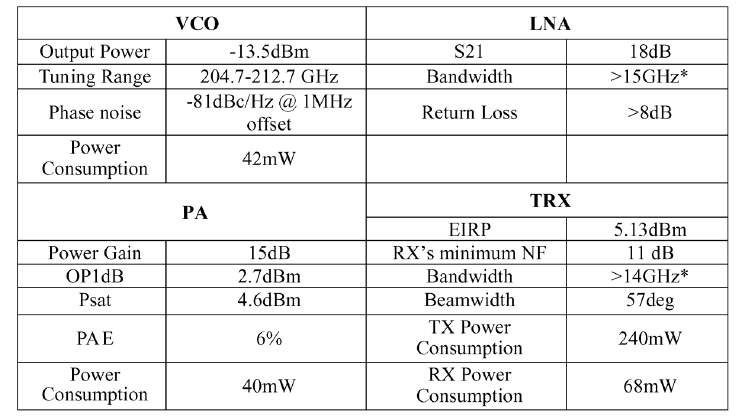 VCO LNA
Output Power -13.5dBm S21 18dB
Tuning Range 204.7-212.7 GHz Bandwidth >15GHz*
Phase noise -81dBc/Hz @ 1MHz offset Return Loss >8dB
Power Consumption 42mW
PA TRX
EIRP 5.13dBm
Power Gain 15dB RX's minimum NF 11 dB
OP1dB 2.7dBm Bandwidth >14GHz*
Psat 4.6dBm Beamwidth 57deg
PAE 6% TX Power Consumption 240mW
Power Consumption 40mW RX Power Consumption 68mW